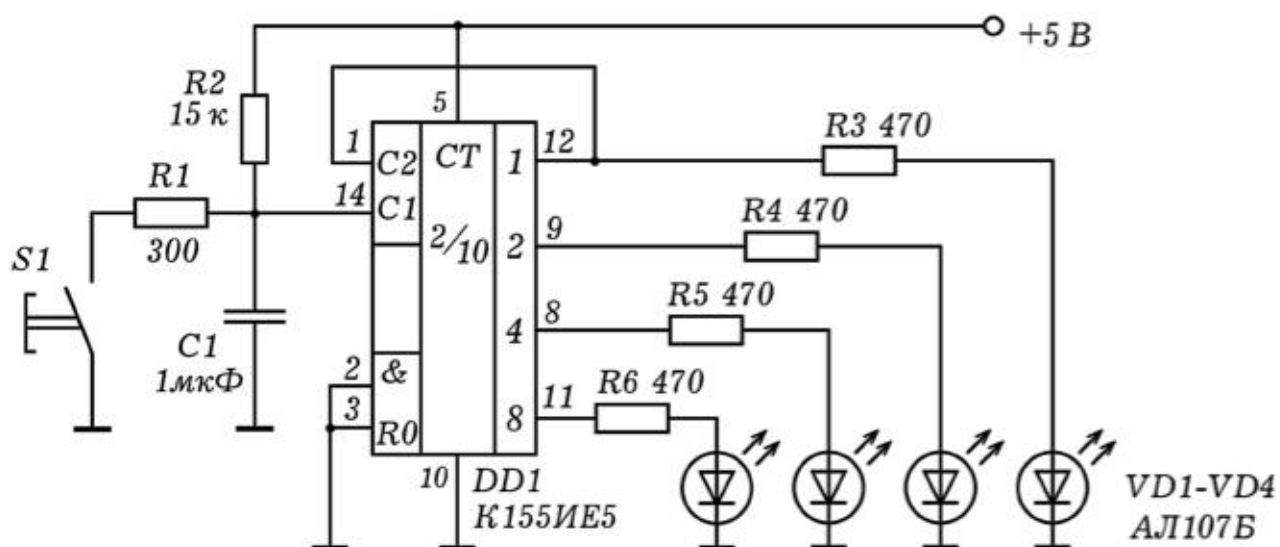 +5 В
R2
15 к
5
1
12
R3 470
C2
СТ
1
R1
14
C1
2/10
2
9
R4 470
300
S1
R5 470
4
8
C1
1мкФ
2
&
R6 470
3
R0
8
11
10
DD1
К155ИЕ5
VD1-VD4
АЛ107Б